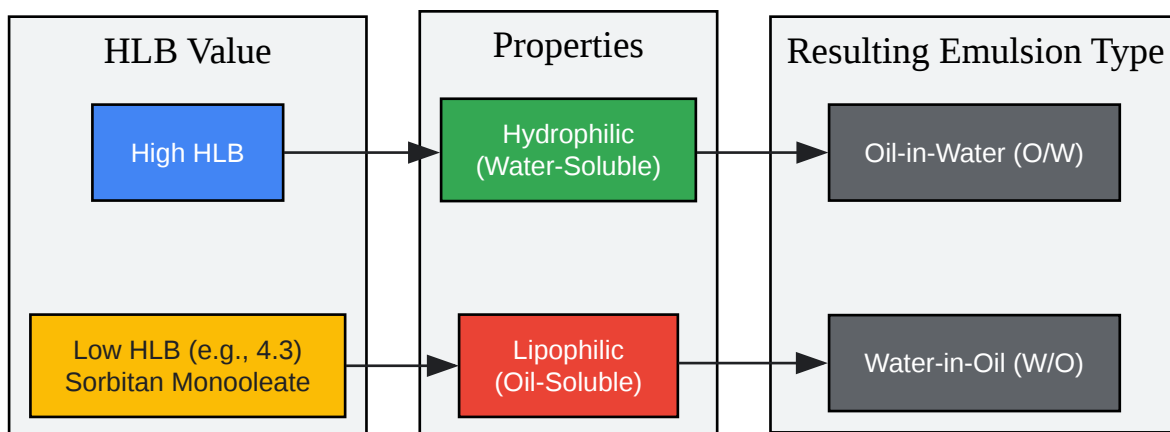 HLB Value
Properties
Resulting Emulsion Type
High HLB
Hydrophilic
(Water-Soluble)
Oil-in-Water (O/W)
Low HLB (e.g., 4.3)
Sorbitan Monooleate
Lipophilic
(Oil-Soluble)
Water-in-Oil (W/O)